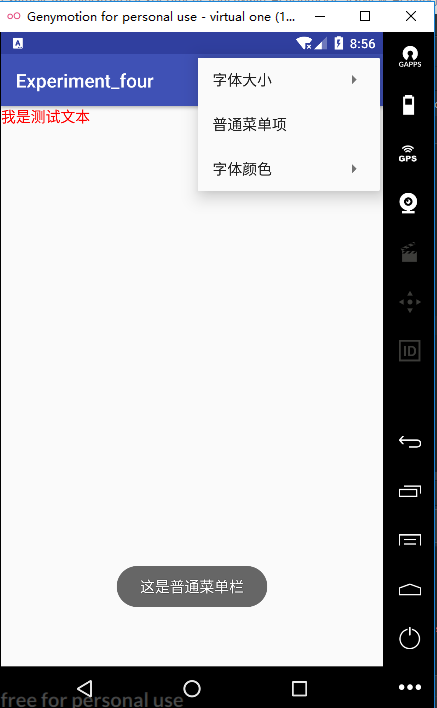 Genymotion for personal use - virtual one (1...
8:56
Experiment_four
字体大小
普通菜单项
字体颜色
我是测试文本
这是普通菜单栏
GAPPS
GPS
ID
free for personal use